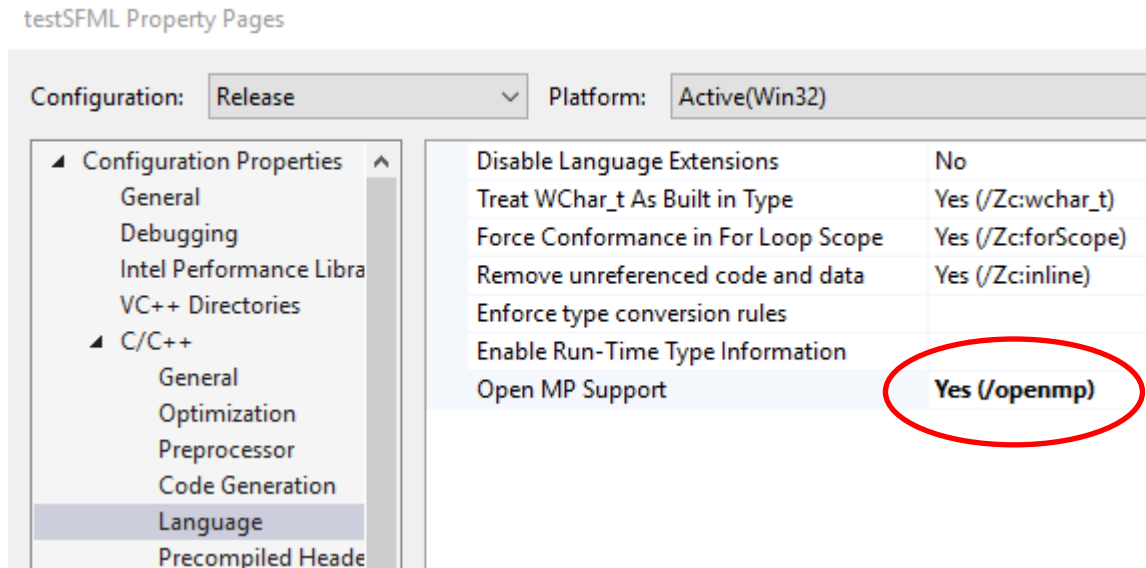 testSFML Property Pages
Configuration: Release Platform: Active(Win32)
Configuration Properties
General
Debugging
Intel Performance Libra
VC++ Directories
C/C++
General
Optimization
Preprocessor
Code Generation
Language
Precompiled Heade
Disable Language Extensions No
Treat WChar_t As Built in Type Yes (/Zc:wchar_t)
Force Conformance in For Loop Scope Yes (/Zc:forScope)
Remove unreferenced code and data Yes (/Zc:inline)
Enforce type conversion rules
Enable Run-Time Type Information
Open MP Support Yes (/openmp)